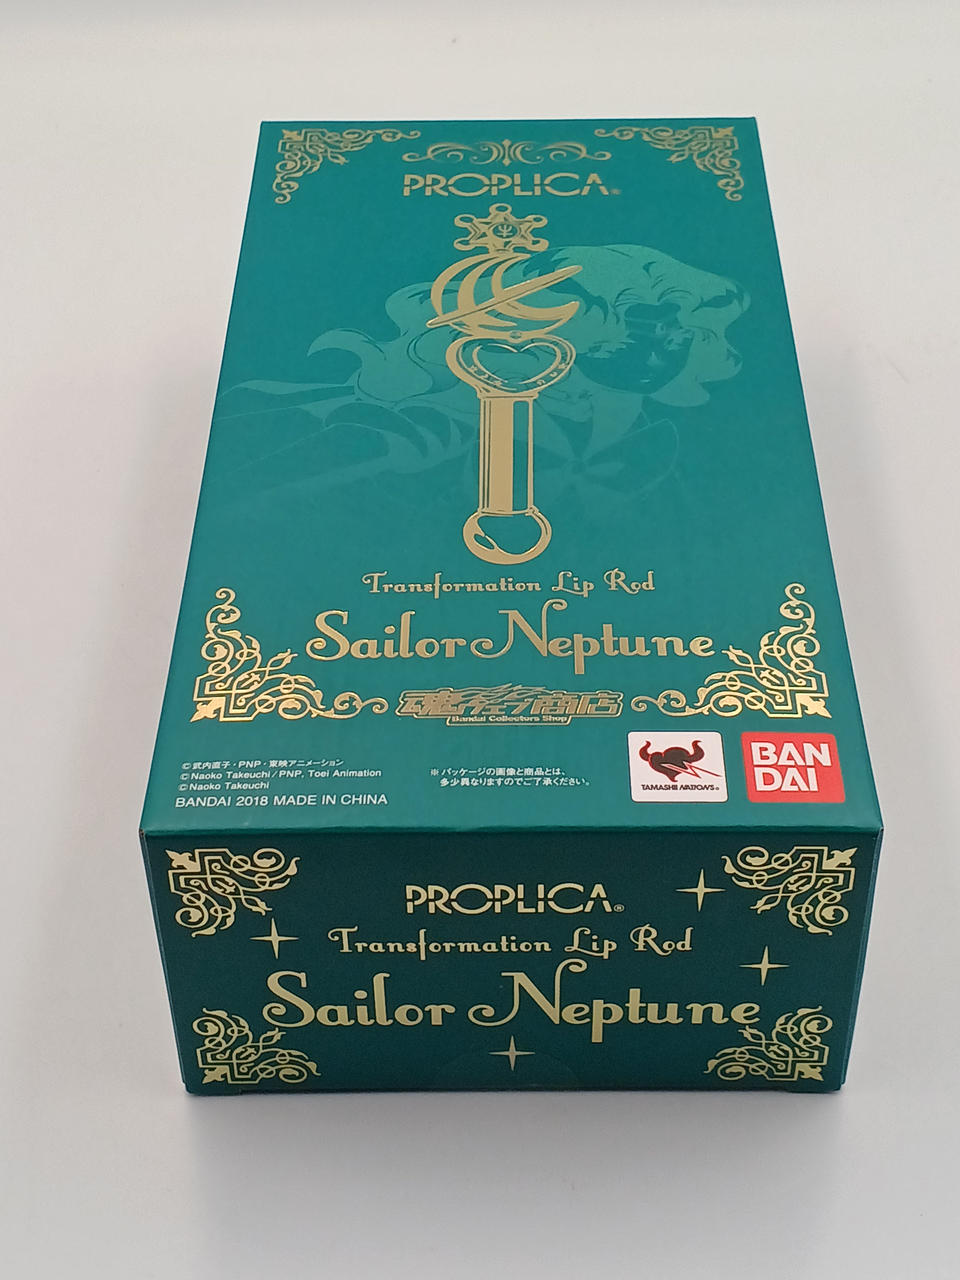 PROPLICA®
Transformation Lip Rod
Sailor Neptune
魂ウェブ商店
Bandai Collectors Shop
©武内直子・PNP・東映アニメーション
©Naoko Takeuchi/PNP, Toei Animation
©Naoko Takeuchi
BANDAI 2018 MADE IN CHINA
※パッケージの画像と商品とは、
多少異なりますのでご了承ください。
TAMASHII NATIONS®
BAN
DAI
PROPLICA®
Transformation Lip Rod
Sailor Neptune